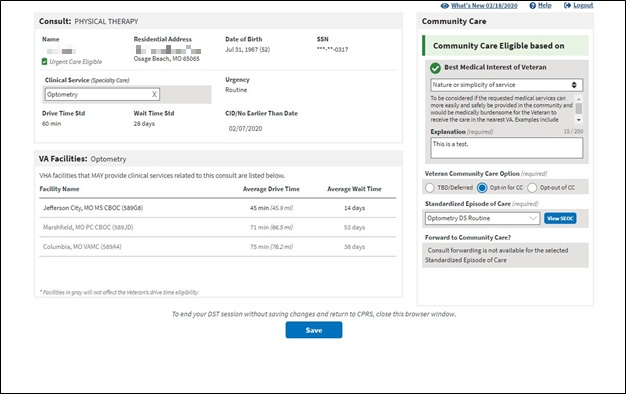 What's New 02/18/2020 Help Logout
Consult: PHYSICAL THERAPY
Name Residential Address Date of Birth SSN
Jul 31, 1967 (52) ***-**-0317
Osage Beach, MO 65065
Urgent Care Eligible
Clinical Service (Specialty Care) Urgency
Optometry X Routine
Drive Time Std Wait Time Std CID/No Earlier Than Date
60 min 28 days 02/07/2020
VA Facilities: Optometry
VHA facilities that MAY provide clinical services related to this consult are listed below.
Facility Name Average Drive Time Average Wait Time
Jefferson City, MO MS CBOC (589G8) 45 min (45.9 mi) 14 days
Marshfield, MO PC CBOC (589JD) 71 min (66.5 mi) 53 days
Columbia, MO VAMC (589A4) 75 min (76.2 mi) 38 days
* Facilities in gray will not affect the Veteran's drive time eligibility.
Community Care
Community Care Eligible based on
Best Medical Interest of Veteran
Nature or simplicity of service
To be considered if the requested medical services can
more easily and safely be provided in the community and
would be medically burdensome for the Veteran to
receive the care in the nearest VA. Examples include
Explanation (required) 15 / 200
This is a test.
Veteran Community Care Option (required)
TBD/Deferred Opt-in for CC Opt-out of CC
Standardized Episode of Care (required)
Optometry DS Routine View SEOC
Forward to Community Care?
Consult forwarding is not available for the selected
Standardized Episode of Care
To end your DST session without saving changes and return to CPRS, close this browser window.
Save